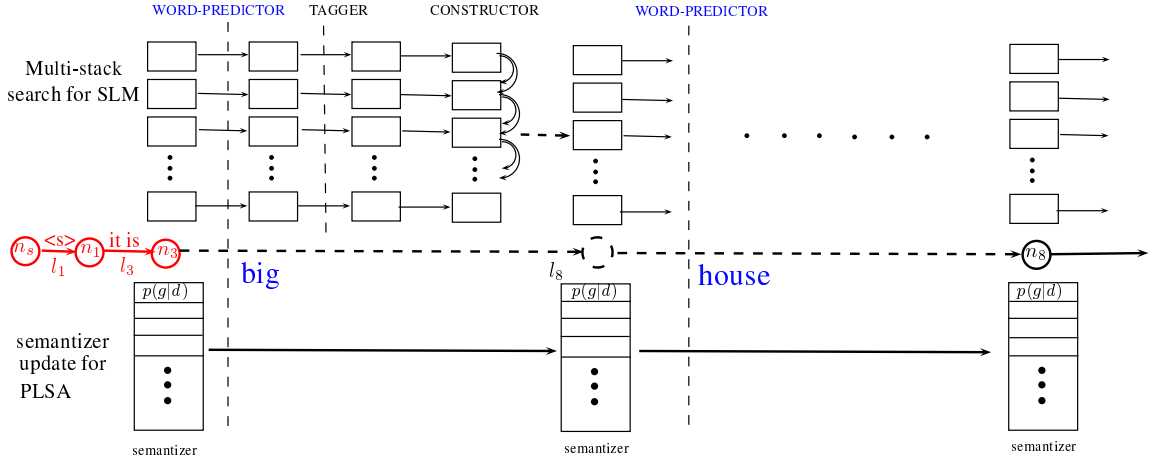 WORD-PREDICTOR TAGGER CONSTRUCTOR WORD-PREDICTOR
Multi-stack
search for SLM
n_s <s> n_1 it is n_3 n_8
l_1 l_3 l_8
big house
p(g|d) p(g|d) p(g|d)
semantizer
update for
PLSA
semantizer semantizer semantizer